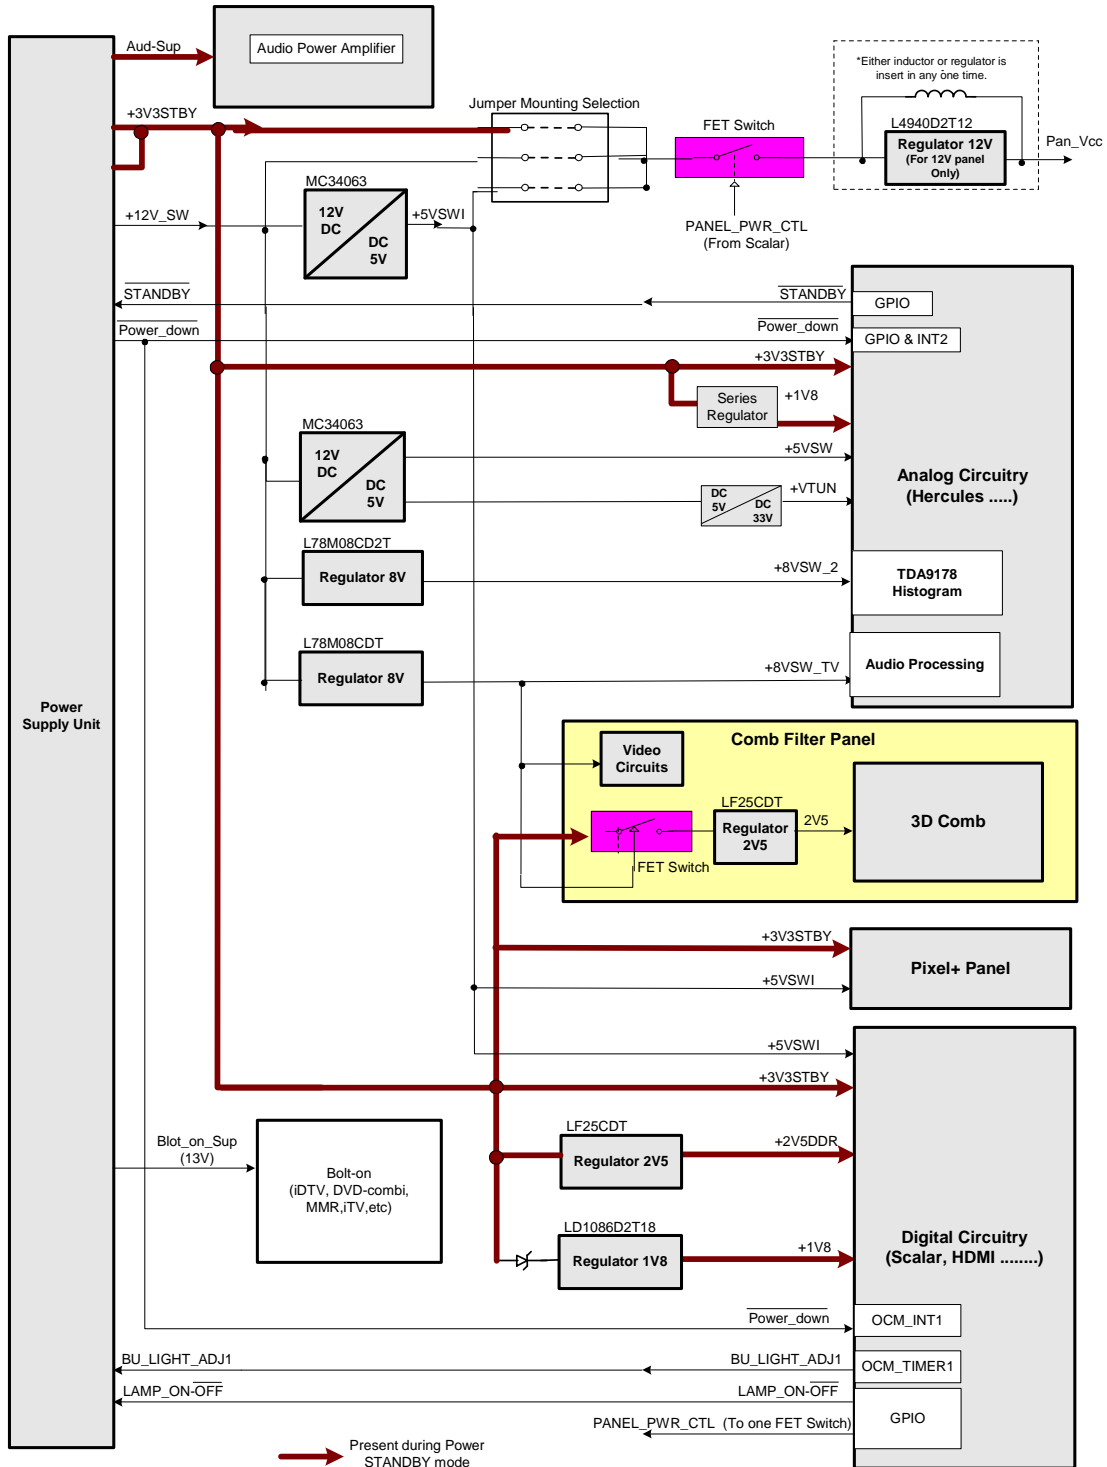 Aud-Sup
Audio Power Amplifier
*Either inductor or regulator is
insert in any one time.
+3V3STBY
Jumper Mounting Selection
FET Switch
L4940D2T12
Regulator 12V
(For 12V panel
Only)
Pan_Vcc
MC34063
12V
DC
DC
5V
+12V_SW
+5VSWI
PANEL_PWR_CTL
(From Scalar)
STANDBY
STANDBY
GPIO
Power_down
Power_down
GPIO & INT2
+3V3STBY
Series
Regulator
+1V8
MC34063
12V
DC
DC
5V
+5VSW
DC
5V
DC
33V
+VTUN
Analog Circuitry
(Hercules .....)
L78M08CD2T
Regulator 8V
+8VSW_2
TDA9178
Histogram
L78M08CDT
Regulator 8V
+8VSW_TV
Audio Processing
Power
Supply Unit
Comb Filter Panel
Video
Circuits
LF25CDT
Regulator
2V5
2V5
3D Comb
FET Switch
+3V3STBY
Pixel+ Panel
+5VSWI
+5VSWI
+3V3STBY
Blot_on_Sup
(13V)
Bolt-on
(iDTV, DVD-combi,
MMR,iTV,etc)
LF25CDT
Regulator 2V5
+2V5DDR
LD1086D2T18
Regulator 1V8
+1V8
Digital Circuitry
(Scalar, HDMI ........)
Power_down
OCM_INT1
BU_LIGHT_ADJ1
BU_LIGHT_ADJ1
OCM_TIMER1
LAMP_ON-OFF
LAMP_ON-OFF
GPIO
PANEL_PWR_CTL (To one FET Switch)
Present during Power
STANDBY mode